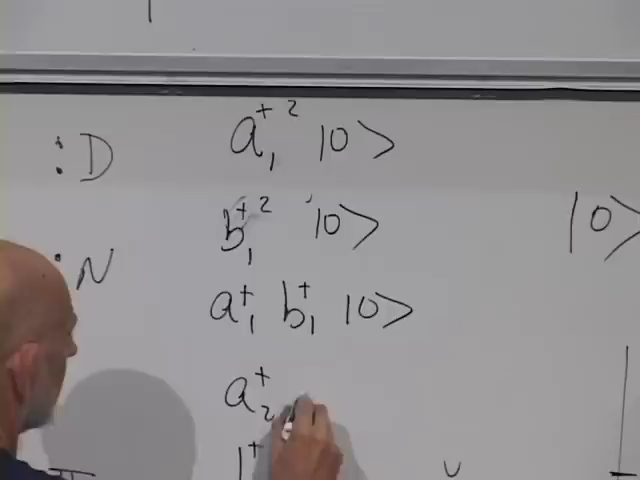 :D a₁⁺² |0>
b₁⁺² |0> |0>
:N
a₁⁺ b₁⁺ |0>
a₂⁺